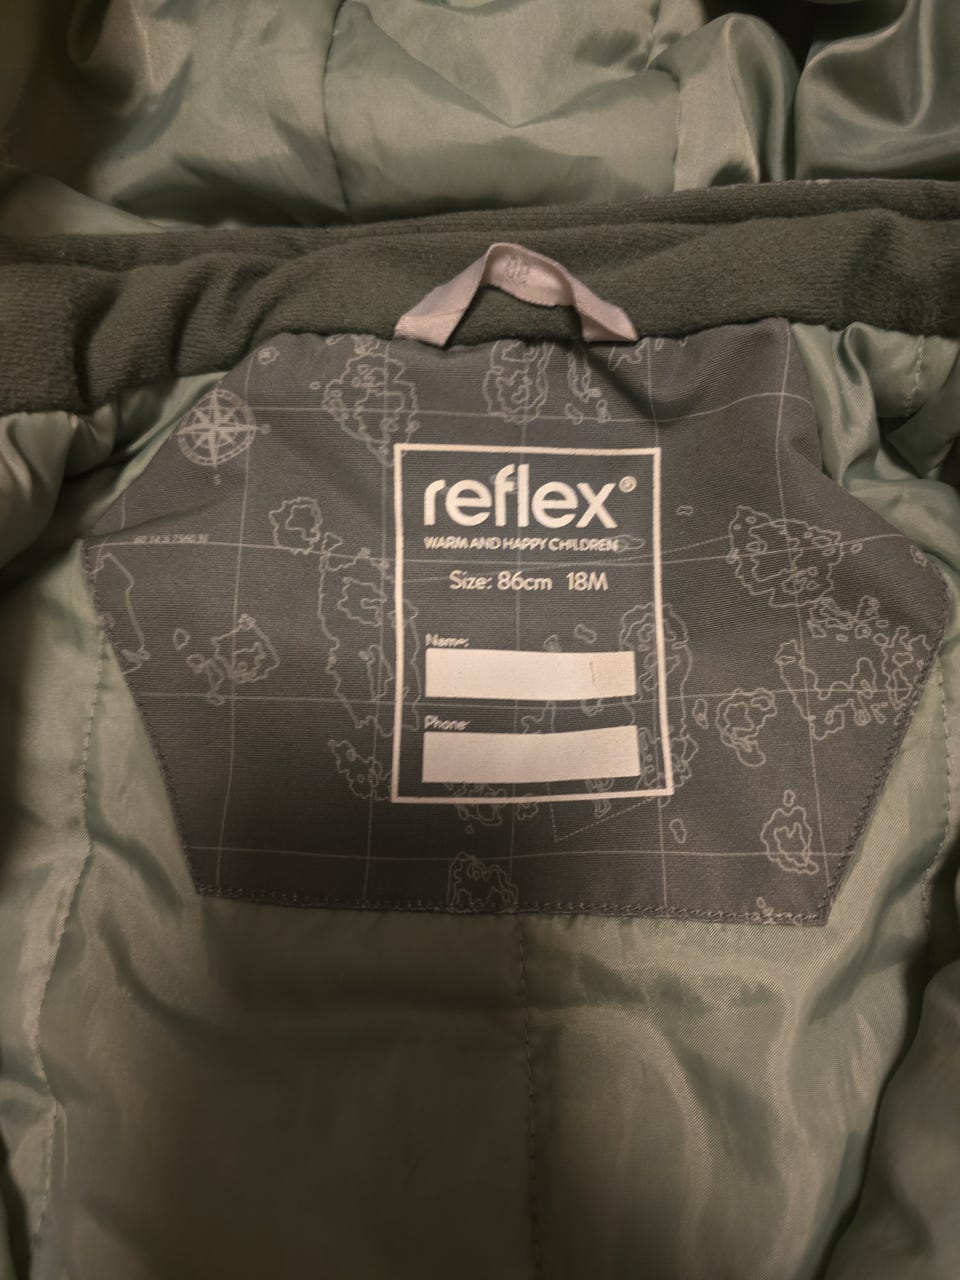 reflex®
WARM AND HAPPY CHILDREN
Size: 86cm 18M
Name:
Phone:
S